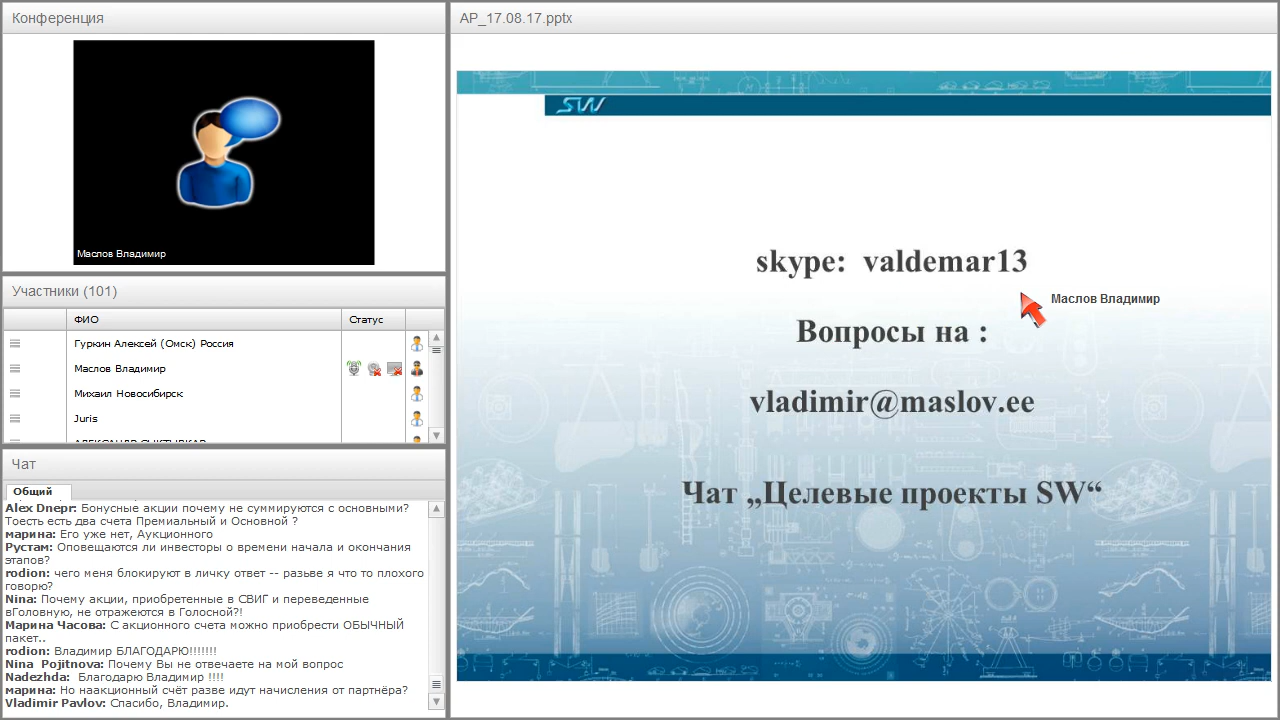 Конференция
Маслов Владимир
Участники (101)
ФИО
Статус
Гуркин Алексей (Омск) Россия
Маслов Владимир
Михаил Новосибирск
Juris
АЛЕКСАНДР СЫКТЫВКАР
Чат
Общий
Alex Dnepr: Бонусные акции почему не суммируются с основными?
Тоесть есть два счета Премиальный и Основной ?
марина: Его уже нет, Аукционного
Рустам: Оповещаются ли инвесторы о времени начала и окончания
этапов?
rodion: чего меня блокируют в личку ответ -- разьве я что то плохого
говорю?
Nina: Почему акции, приобретенные в СВИГ и переведенные
вГоловную, не отражеются в Голосной?!
Марина Часова: С акционного счета можно приобрести ОБЫЧНЫЙ
пакет..
rodion: Владимир БЛАГОДАРЮ!!!!!!!
Nina Pojitnova: Почему Вы не отвечаете на мой вопрос
Nadezhda: Благодарю Владимир !!!!
марина: Но на акционный счет разве идут начисления от партнёра?
Vladimir Pavlov: Спасибо, Владимир.
AP_17.08.17.pptx
SW
skype: valdemar13
Маслов Владимир
Вопросы на :
vladimir@maslov.ee
Чат „Целевые проекты SW“